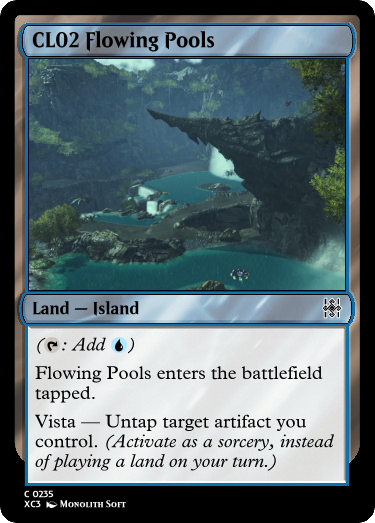 CL02 Flowing Pools
Land — Island
(: Add )
Flowing Pools enters the battlefield
tapped.
Vista — Untap target artifact you
control. (Activate as a sorcery, instead
of playing a land on your turn.)
C 0235
XC3 Monolith Soft